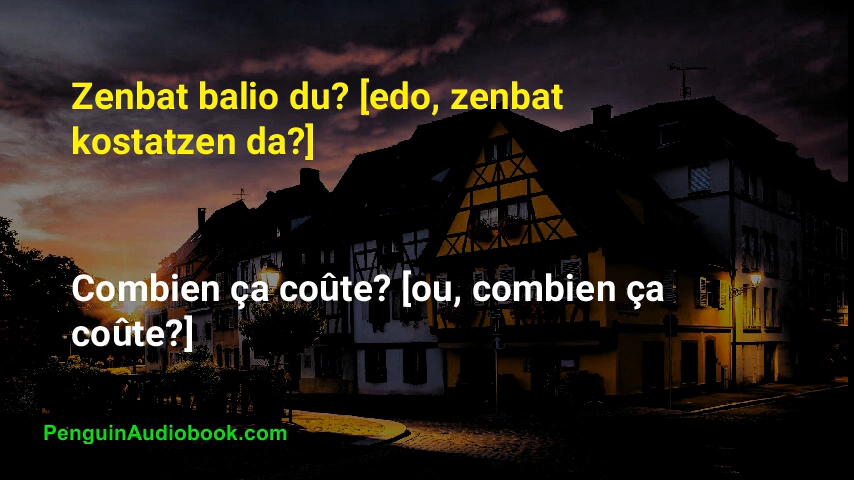 Zenbat balio du? [edo, zenbat
kostatzen da?]
Combien ça coûte? [ou, combien ça
coûte?]
PenguinAudiobook.com